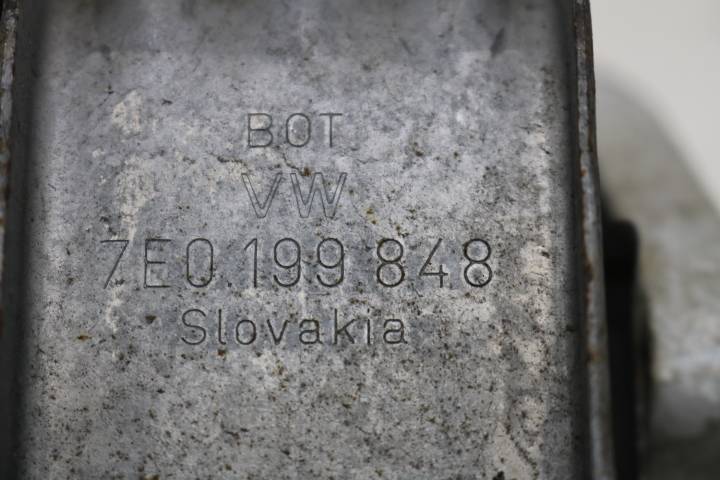 BOT
VW
7E0 199 848
Slovakia